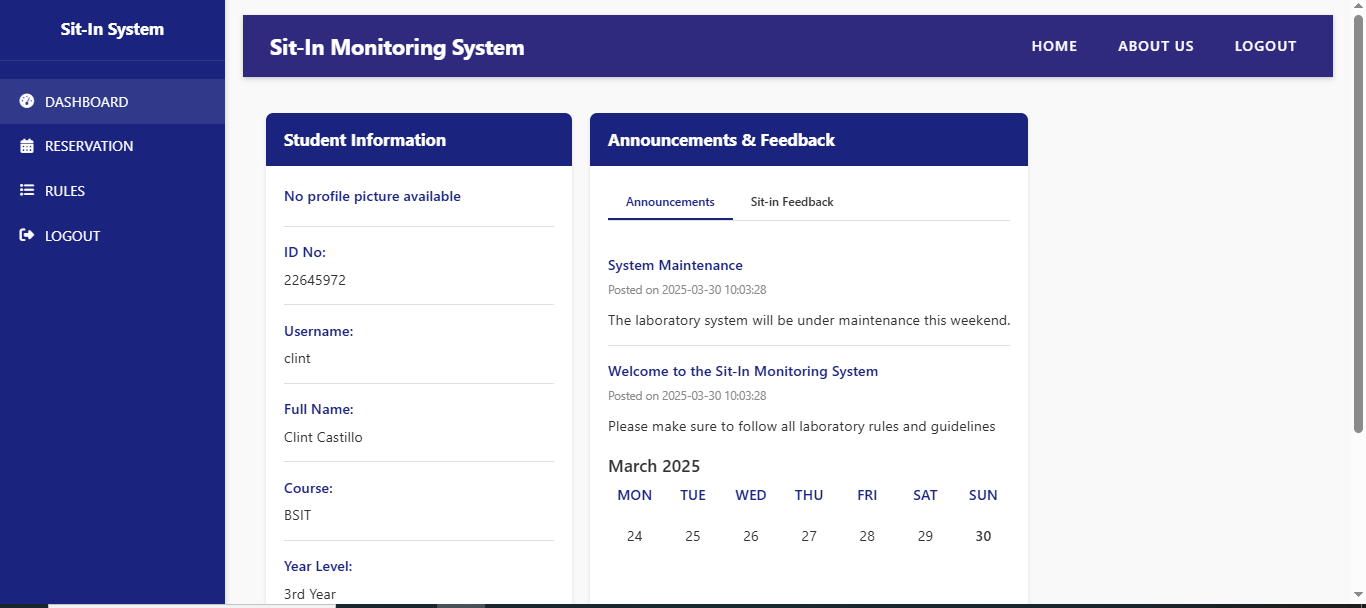 Sit-In System
DASHBOARD
RESERVATION
RULES
LOGOUT
Sit-In Monitoring System
HOME ABOUT US LOGOUT
Student Information
No profile picture available
ID No:
22645972
Username:
clint
Full Name:
Clint Castillo
Course:
BSIT
Year Level:
3rd Year
Announcements & Feedback
Announcements Sit-in Feedback
System Maintenance
Posted on 2025-03-30 10:03:28
The laboratory system will be under maintenance this weekend.
Welcome to the Sit-In Monitoring System
Posted on 2025-03-30 10:03:28
Please make sure to follow all laboratory rules and guidelines
March 2025
MON TUE WED THU FRI SAT SUN
24 25 26 27 28 29 30